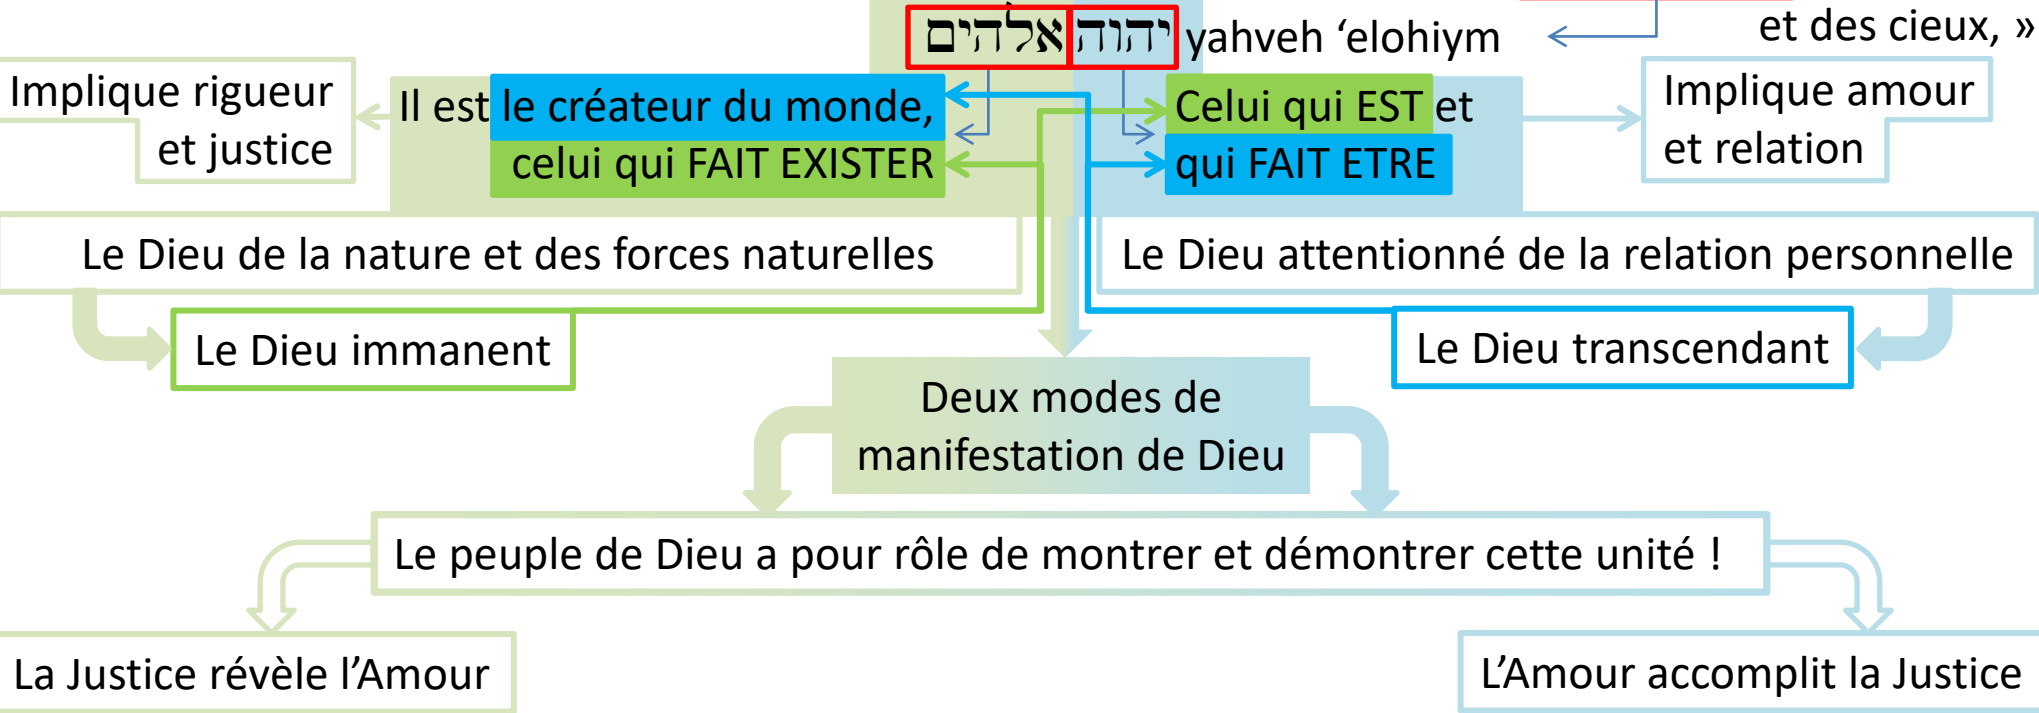 et des cieux, »
יהוה אלהים yahveh ‘elohiym
Implique rigueur
et justice
Il est le créateur du monde,
celui qui FAIT EXISTER
Celui qui EST et
qui FAIT ETRE
Implique amour
et relation
Le Dieu de la nature et des forces naturelles
Le Dieu attentionné de la relation personnelle
Le Dieu immanent
Le Dieu transcendant
Deux modes de
manifestation de Dieu
Le peuple de Dieu a pour rôle de montrer et démontrer cette unité !
La Justice révèle l’Amour
L’Amour accomplit la Justice